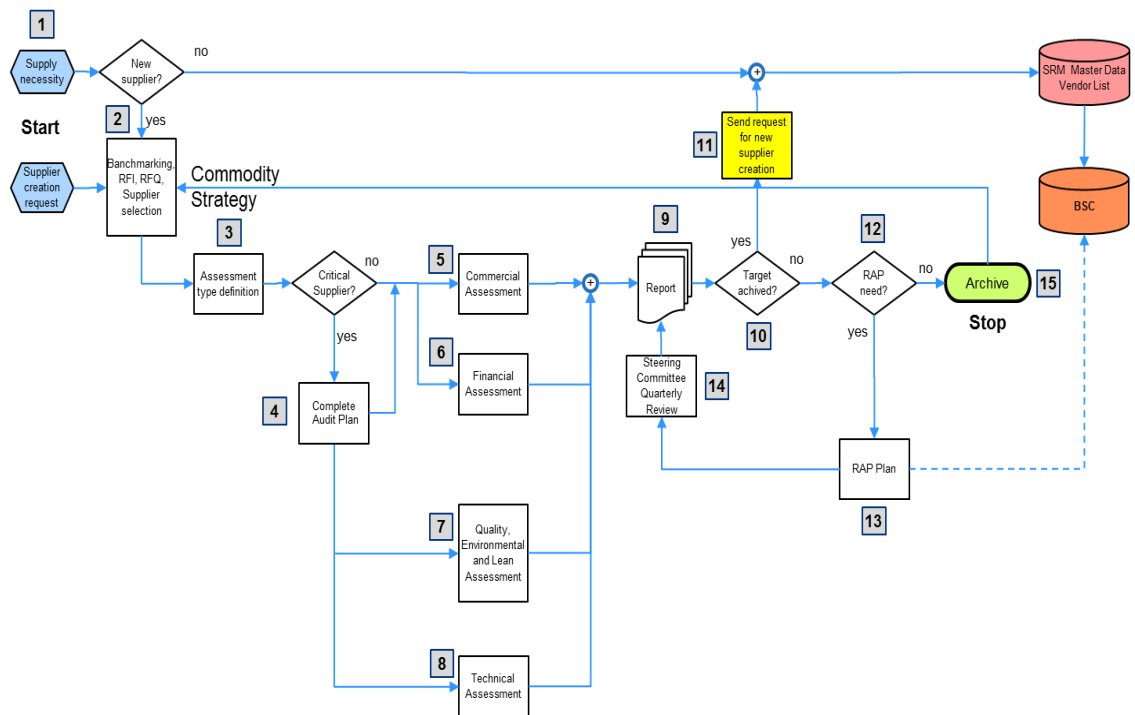 1
Supply
necessity
New
supplier?
no
yes
SRM Master Data
Vendor List
Start
2
Banchmarking,
RFI, RFQ,
Supplier
selection
Supplier
creation
request
Commodity
Strategy
11
Send request
for new
supplier
creation
BSC
3
Assessment
type definition
Critical
Supplier?
no
yes
5
Commercial
Assessment
6
Financial
Assessment
4
Complete
Audit Plan
7
Quality,
Environmental
and Lean
Assessment
8
Technical
Assessment
9
Report
yes
Target
achived?
no
10
12
RAP
need?
no
yes
Archive
15
Stop
Steering
Committee
Quarterly
Review
14
RAP Plan
13